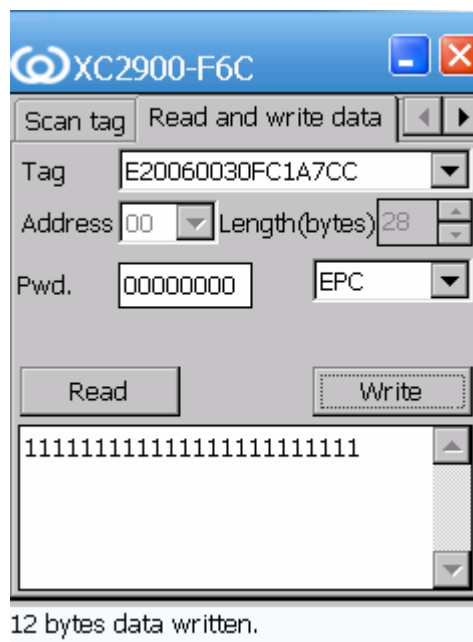 XC2900-F6C
Scan tag Read and write data
Tag E20060030FC1A7CC
Address 00 Length(bytes) 28
Pwd. 00000000 EPC
Read Write
111111111111111111111111
12 bytes data written.